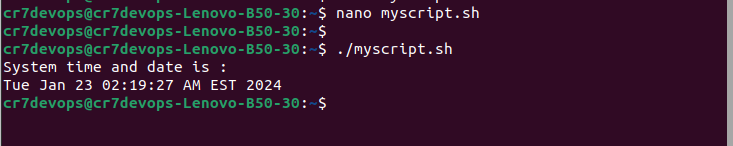 cr7devops@cr7devops-Lenovo-B50-30:~$ nano myscript.sh
cr7devops@cr7devops-Lenovo-B50-30:~$
cr7devops@cr7devops-Lenovo-B50-30:~$ ./myscript.sh
System time and date is :
Tue Jan 23 02:19:27 AM EST 2024
cr7devops@cr7devops-Lenovo-B50-30:~$